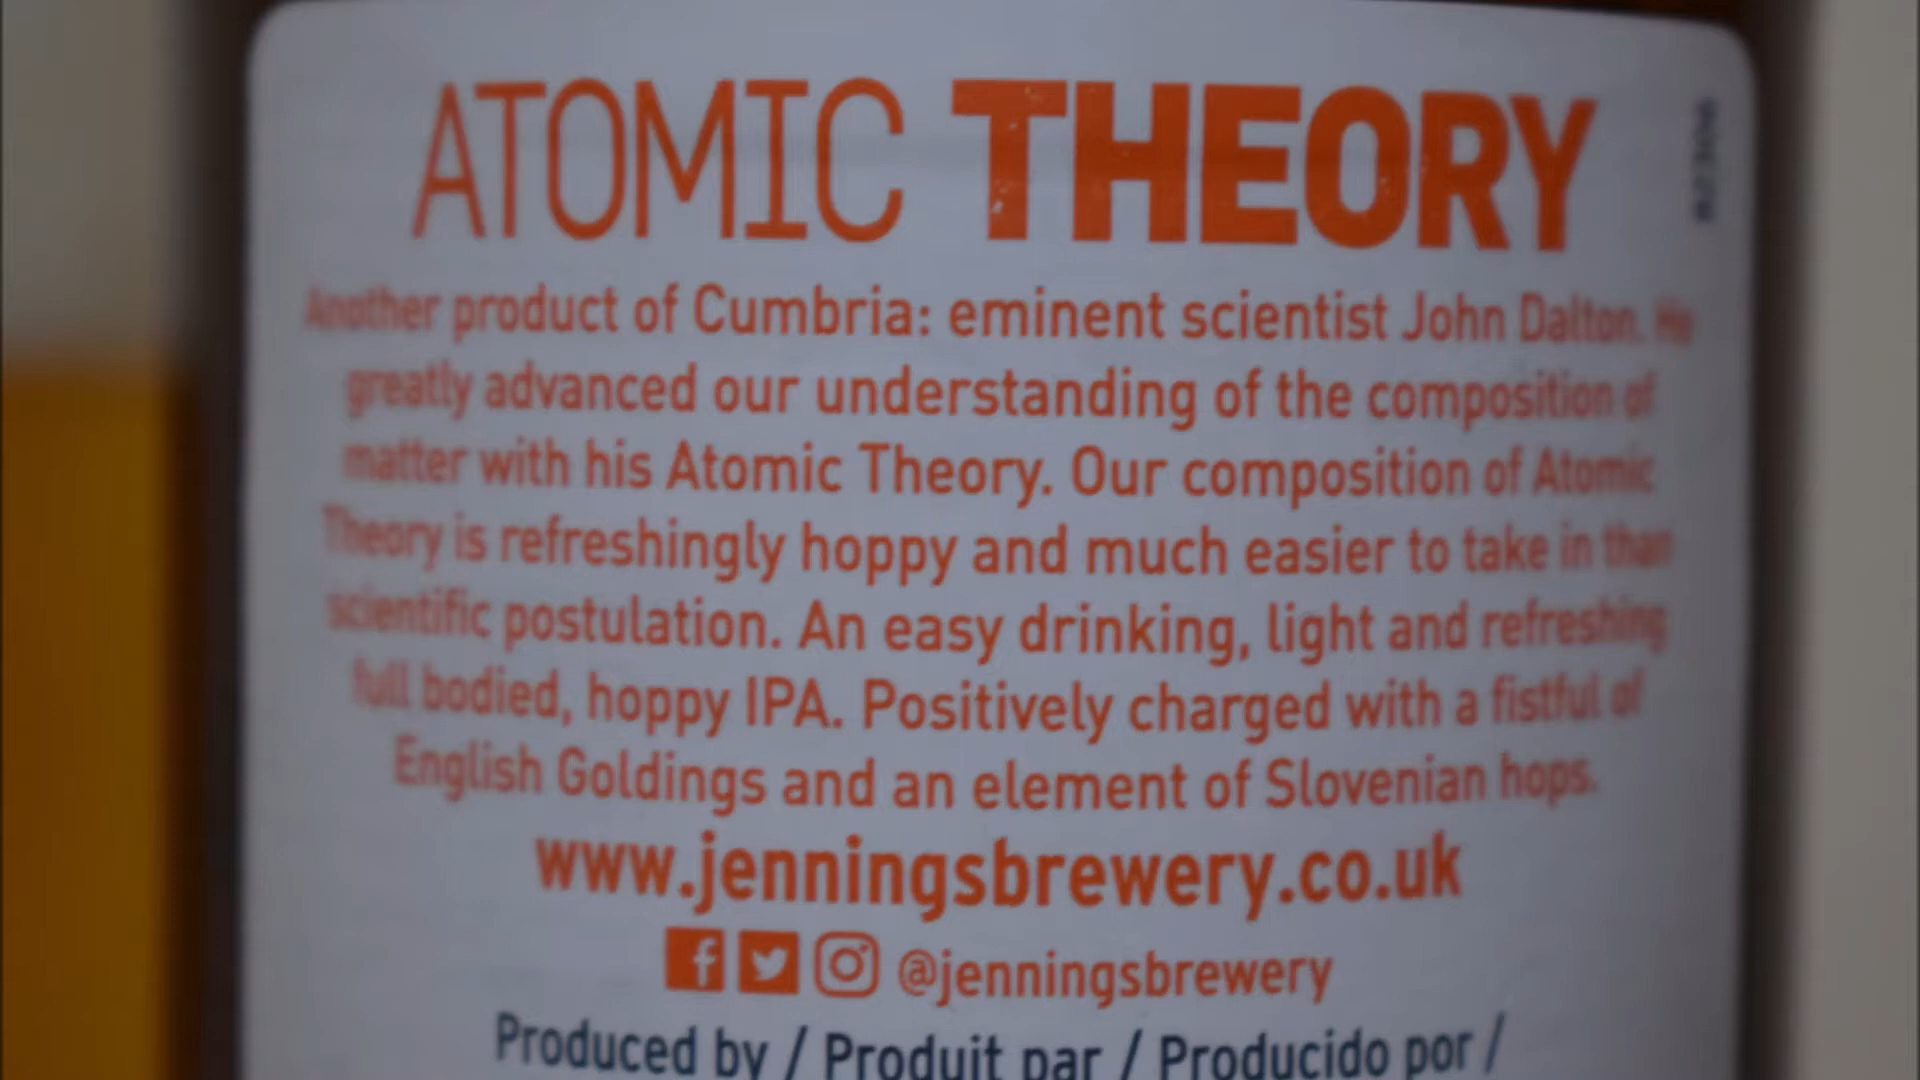 ATOMIC THEORY
Another product of Cumbria: eminent scientist John Dalton. He
greatly advanced our understanding of the composition of
matter with his Atomic Theory. Our composition of Atomic
Theory is refreshingly hoppy and much easier to take in than
scientific postulation. An easy drinking, light and refreshing
full bodied, hoppy IPA. Positively charged with a fistful of
English Goldings and an element of Slovenian hops.
www.jenningsbrewery.co.uk
@jenningsbrewery
Produced by / Produit par / Producido por /